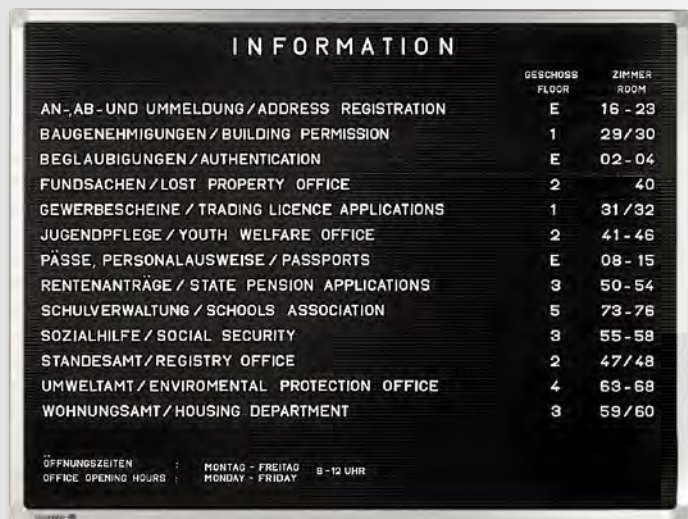 INFORMATION
GESCHOSS ZIMMER
FLOOR ROOM
AN-,AB-UND UMMELDUNG/ADDRESS REGISTRATION E 16-23
BAUGENEHMIGUNGEN/BUILDING PERMISSION 1 29/30
BEGLAUBIGUNGEN/AUTHENTICATION E 02-04
FUNDSACHEN/LOST PROPERTY OFFICE 2 40
GEWERBESCHEINE/TRADING LICENCE APPLICATIONS 1 31/32
JUGENDPFLEGE/YOUTH WELFARE OFFICE 2 41-46
PÄSSE, PERSONALAUSWEISE/PASSPORTS E 08-15
RENTENANTRÄGE/STATE PENSION APPLICATIONS 3 50-54
SCHULVERWALTUNG/SCHOOLS ASSOCIATION 5 73-76
SOZIALHILFE/SOCIAL SECURITY 3 55-58
STANDESAMT/REGISTRY OFFICE 2 47/48
UMWELTAMT/ENVIROMENTAL PROTECTION OFFICE 4 63-68
WOHNUNGSAMT/HOUSING DEPARTMENT 3 59/60
ÖFFNUNGSZEITEN : MONTAG - FREITAG 8-12 UHR
OFFICE OPENING HOURS : MONDAY - FRIDAY